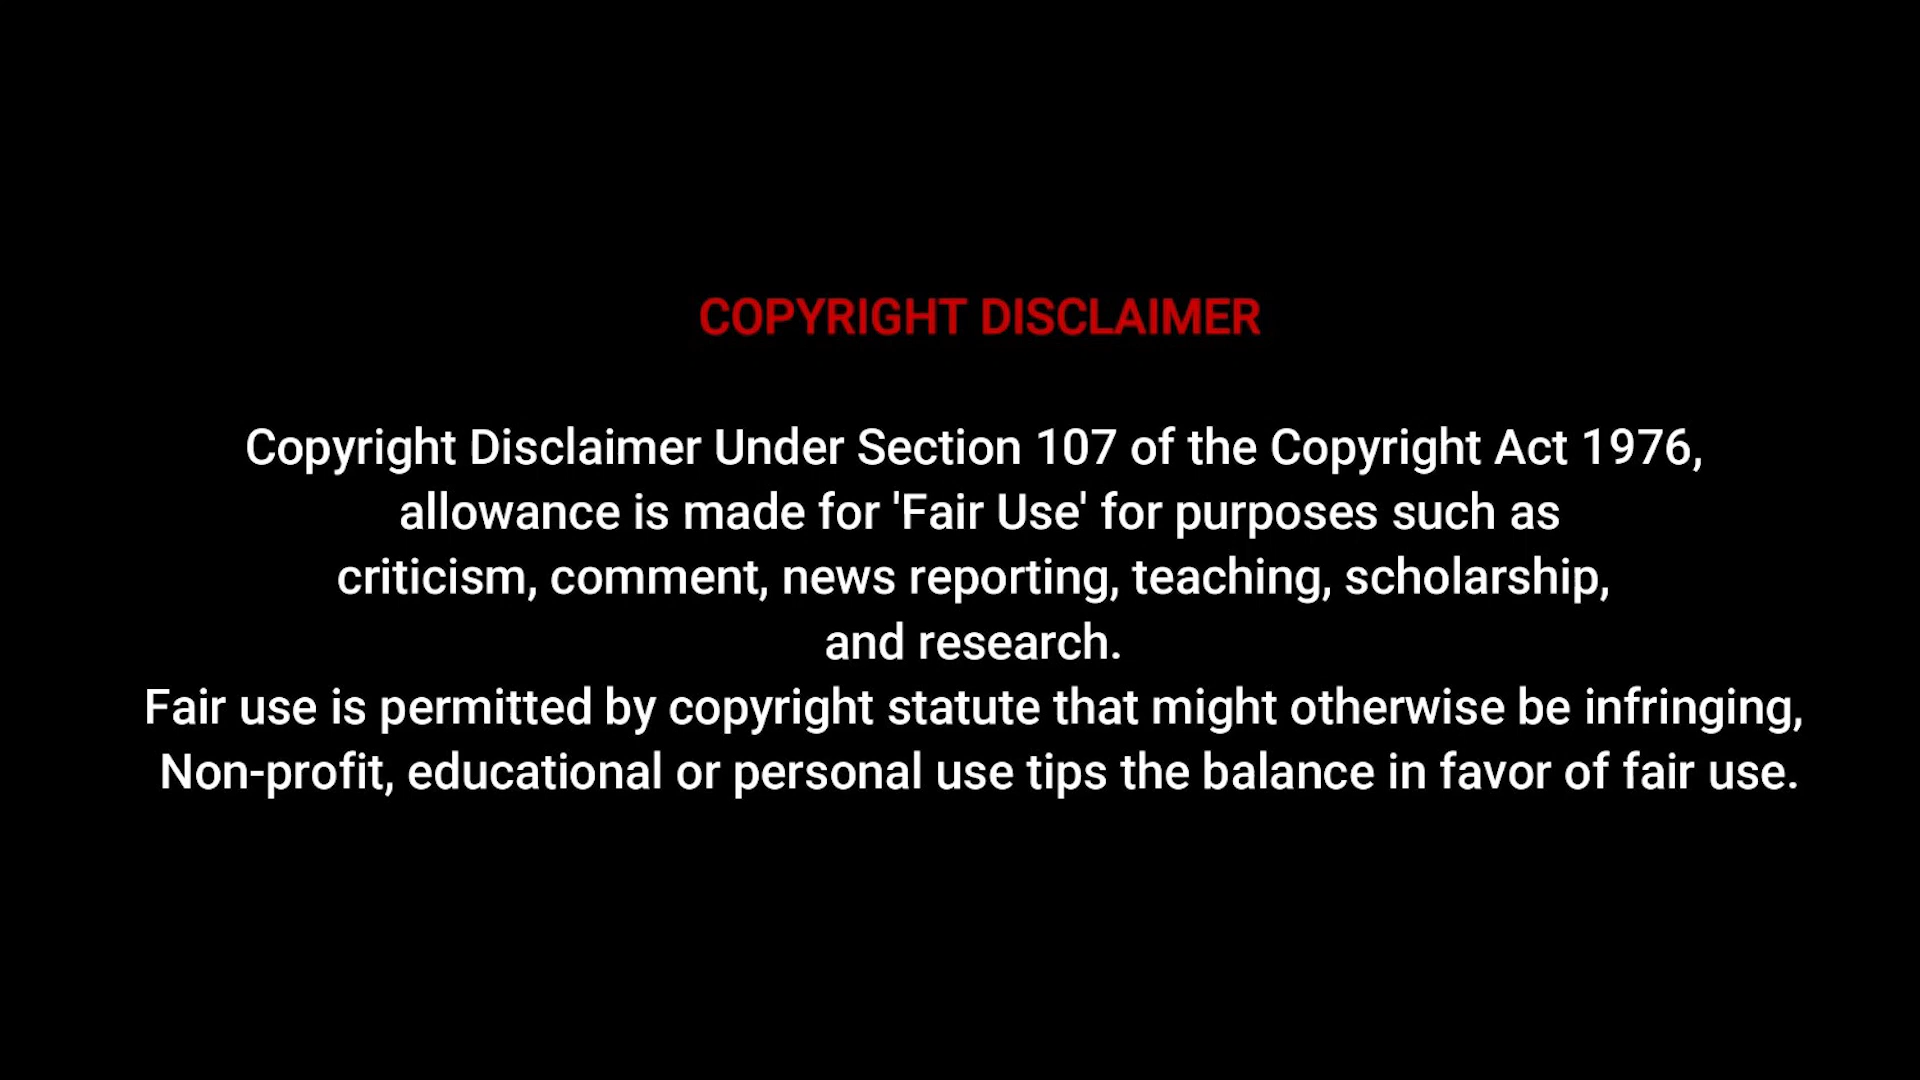 COPYRIGHT DISCLAIMER
Copyright Disclaimer Under Section 107 of the Copyright Act 1976,
allowance is made for 'Fair Use' for purposes such as
criticism, comment, news reporting, teaching, scholarship,
and research.
Fair use is permitted by copyright statute that might otherwise be infringing,
Non-profit, educational or personal use tips the balance in favor of fair use.